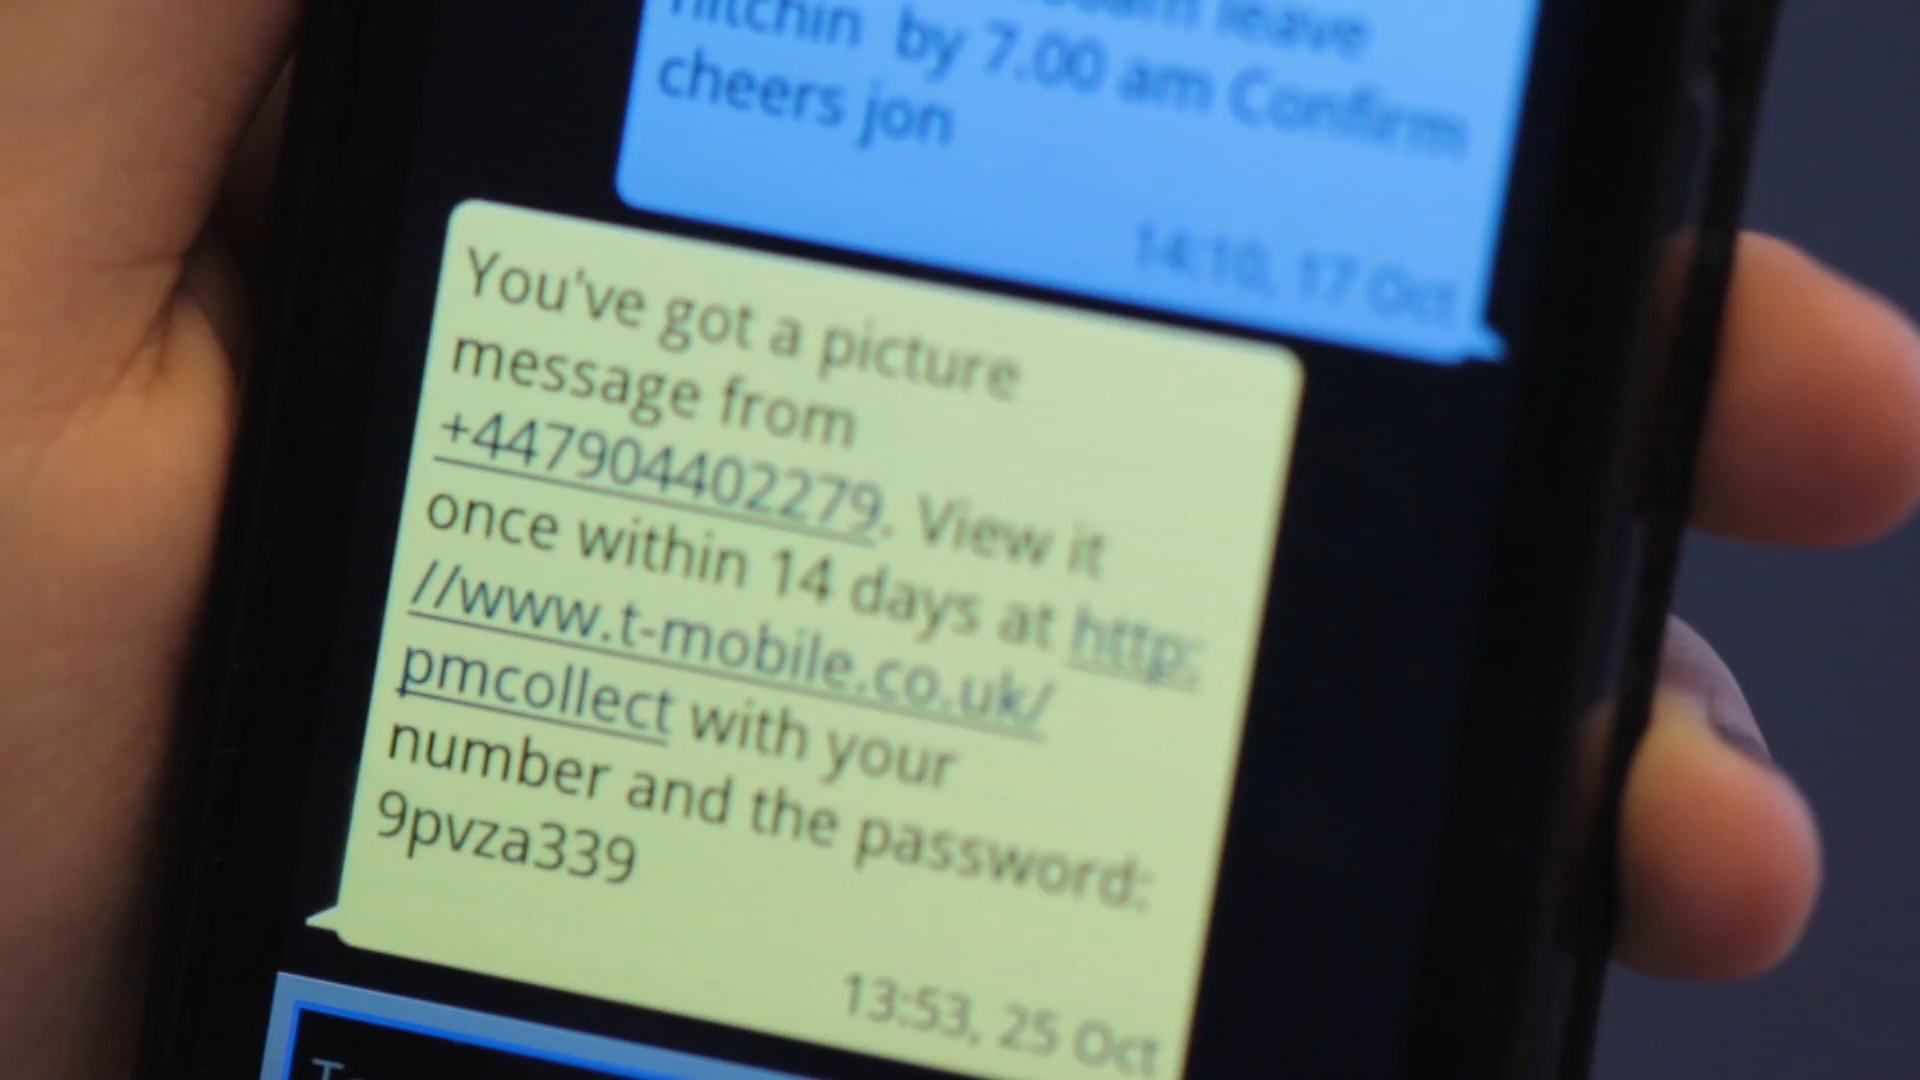 leave
hitchin by 7.00 am Confirm
cheers jon
14:10, 17 Oct
You've got a picture
message from
+447904402279. View it
once within 14 days at http:
//www.t-mobile.co.uk/
pmcollect with your
number and the password:
9pvza339
13:53, 25 Oct